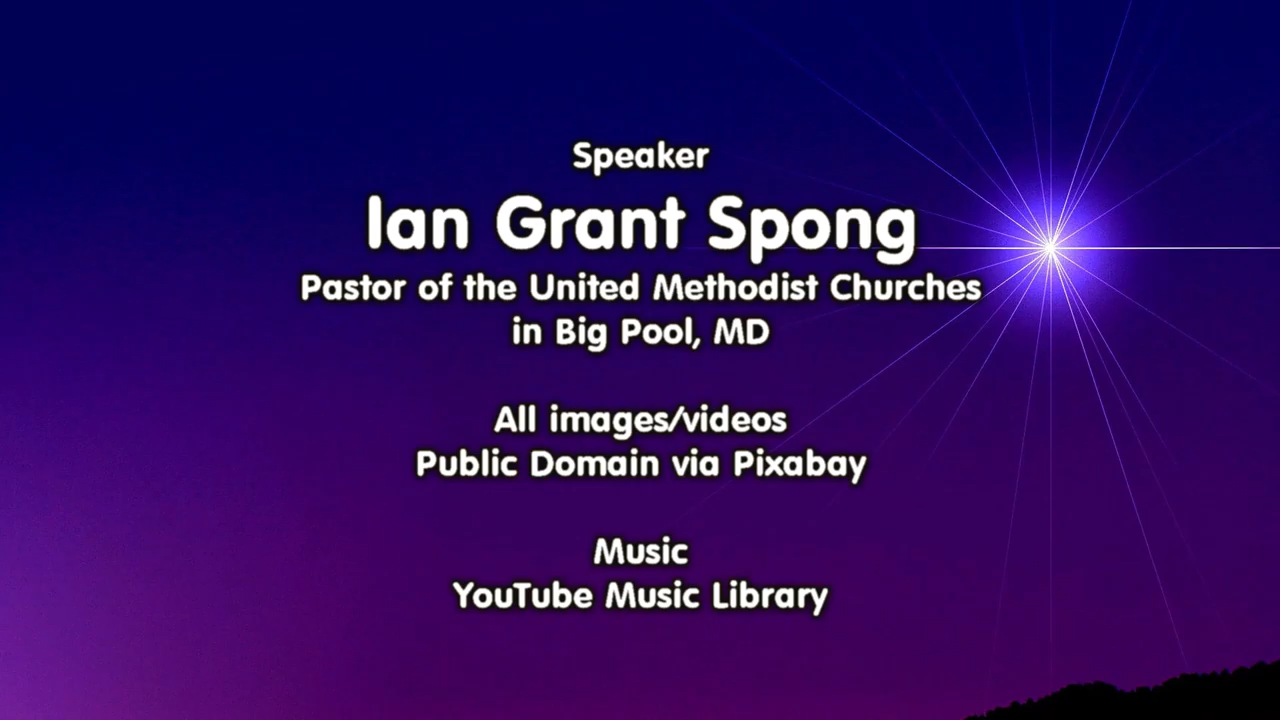 Speaker
Ian Grant Spong
Pastor of the United Methodist Churches
in Big Pool, MD
All images/videos
Public Domain via Pixabay
Music
YouTube Music Library